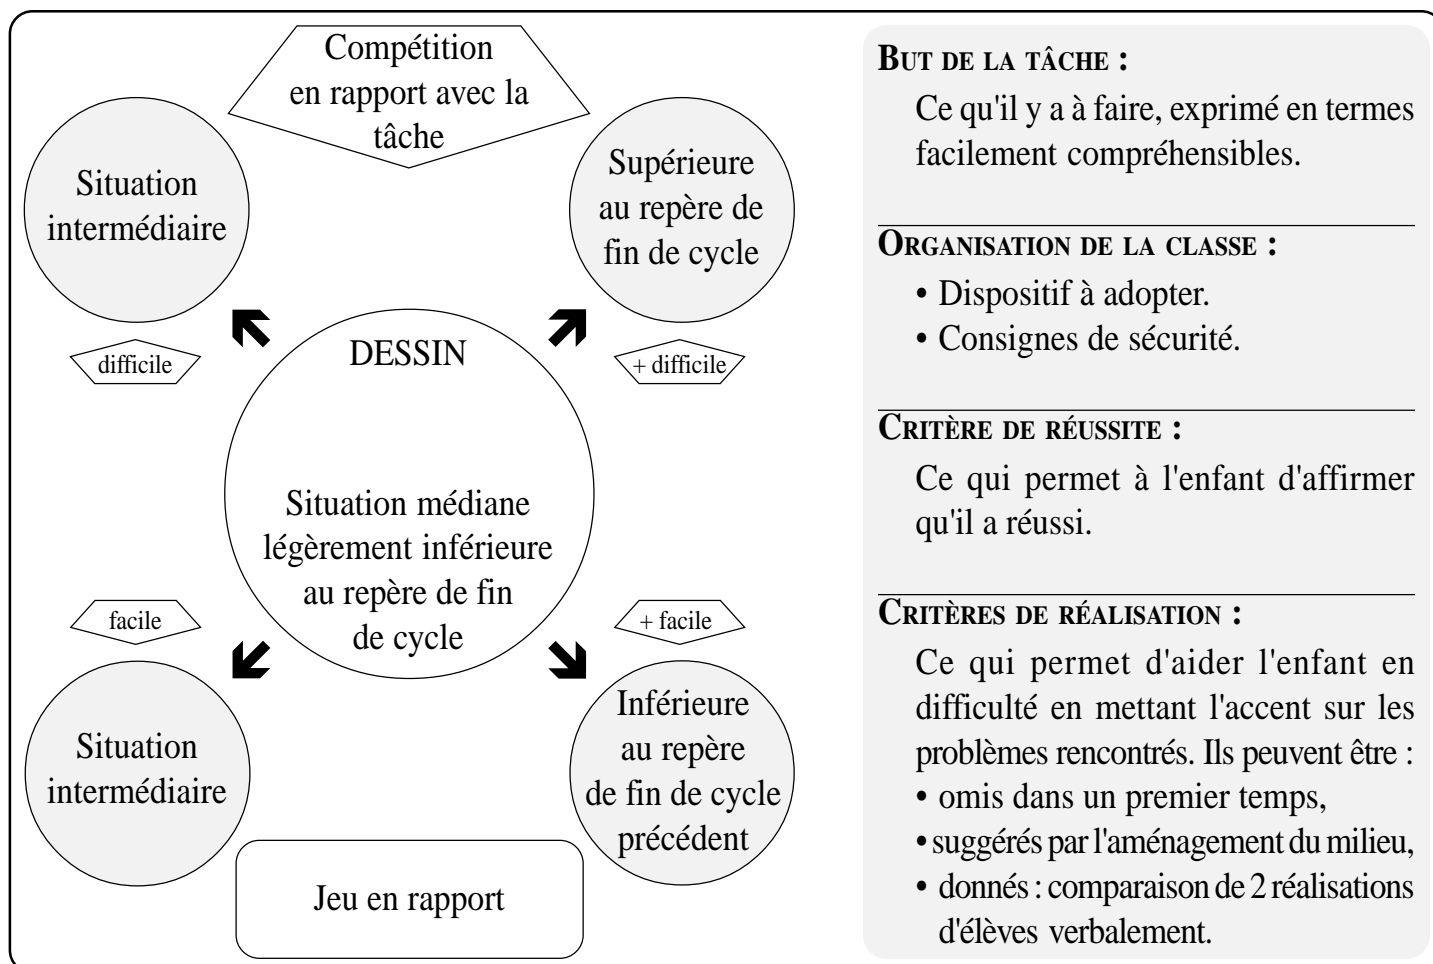 Compétition
en rapport avec la
tâche
Situation
intermédiaire
Supérieure
au repère de
fin de cycle
difficile
+ difficile
DESSIN
Situation médiane
légèrement inférieure
au repère de fin
de cycle
facile
+ facile
Situation
intermédiaire
Inférieure
au repère
de fin de cycle
précédent
Jeu en rapport
BUT DE LA TÂCHE :
Ce qu'il y a à faire, exprimé en termes
facilement compréhensibles.
ORGANISATION DE LA CLASSE :
• Dispositif à adopter.
• Consignes de sécurité.
CRITÈRE DE RÉUSSITE :
Ce qui permet à l'enfant d'affirmer
qu'il a réussi.
CRITÈRES DE RÉALISATION :
Ce qui permet d'aider l'enfant en
difficulté en mettant l'accent sur les
problèmes rencontrés. Ils peuvent être :
• omis dans un premier temps,
• suggérés par l'aménagement du milieu,
• donnés : comparaison de 2 réalisations
d'élèves verbalement.